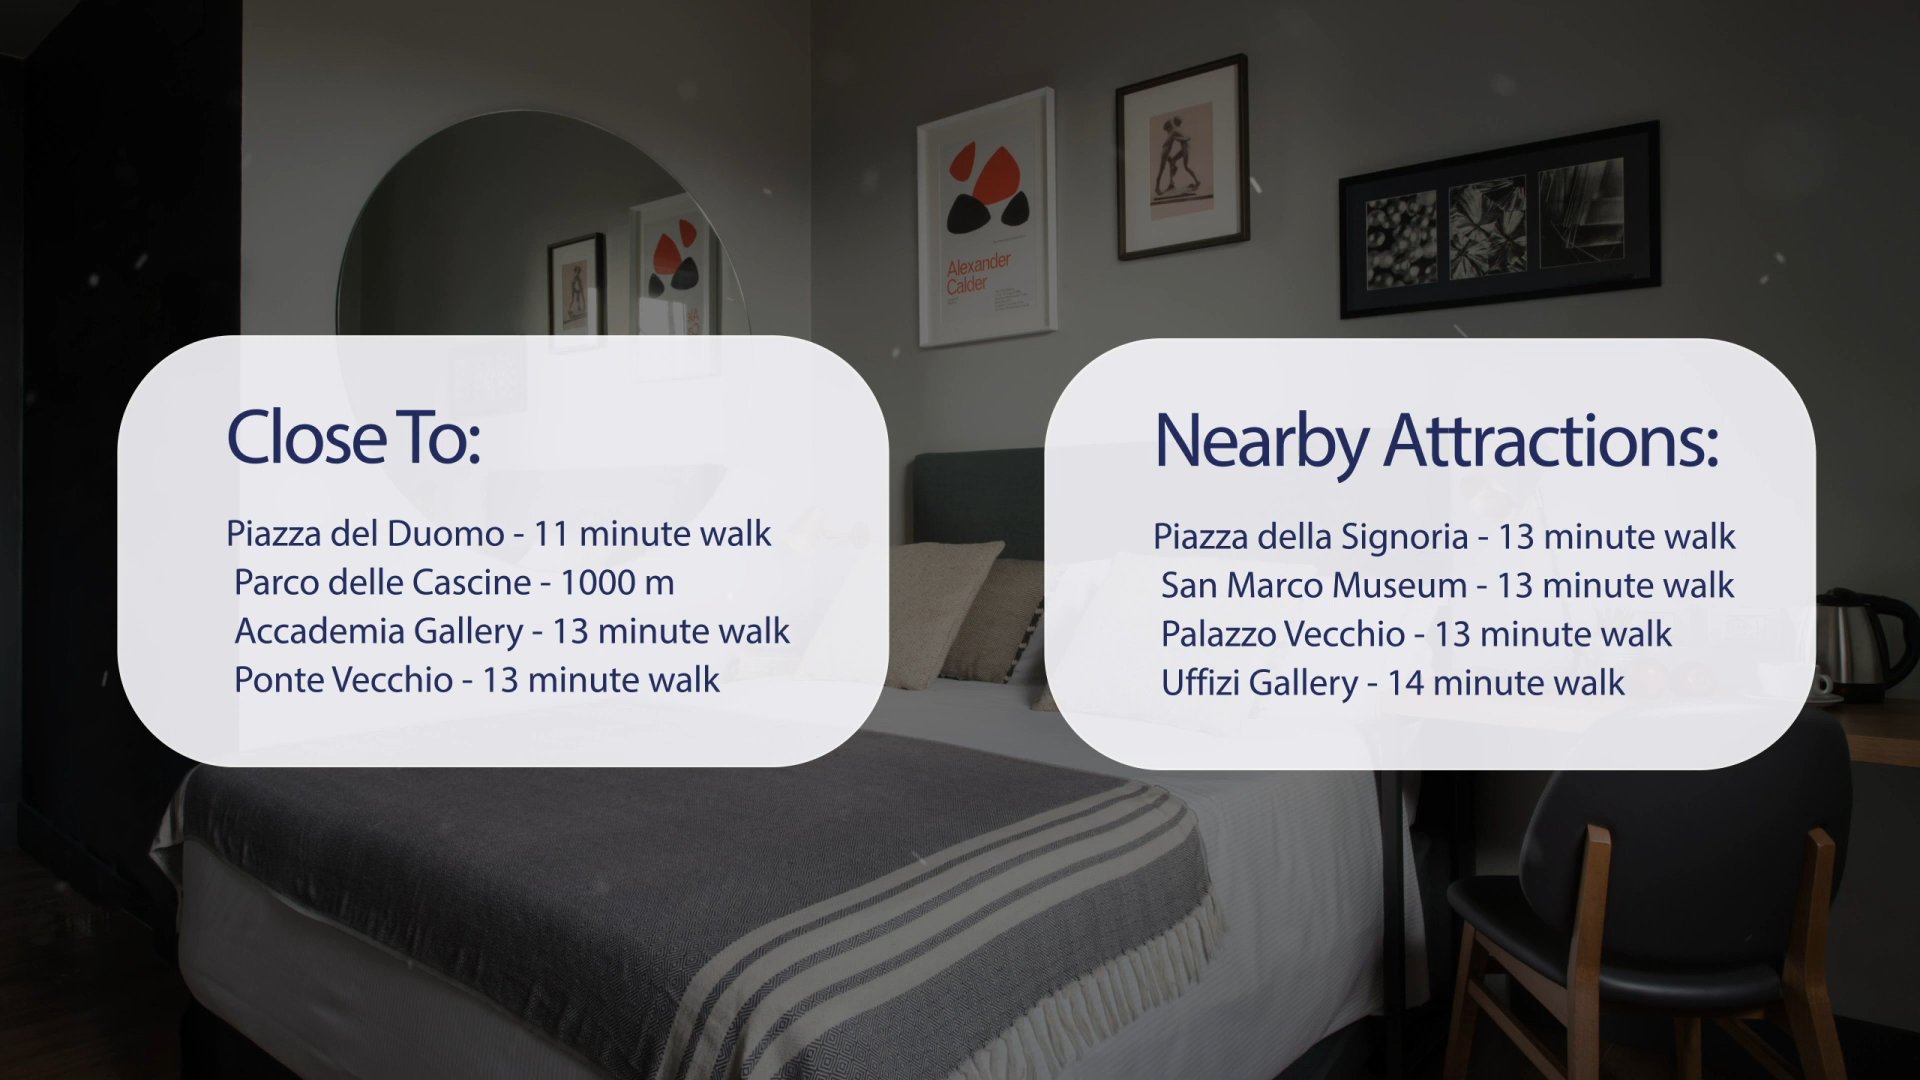 Alexander
Calder
Close To:
Piazza del Duomo - 11 minute walk
Parco delle Cascine - 1000 m
Accademia Gallery - 13 minute walk
Ponte Vecchio - 13 minute walk
Nearby Attractions:
Piazza della Signoria - 13 minute walk
San Marco Museum - 13 minute walk
Palazzo Vecchio - 13 minute walk
Uffizi Gallery - 14 minute walk